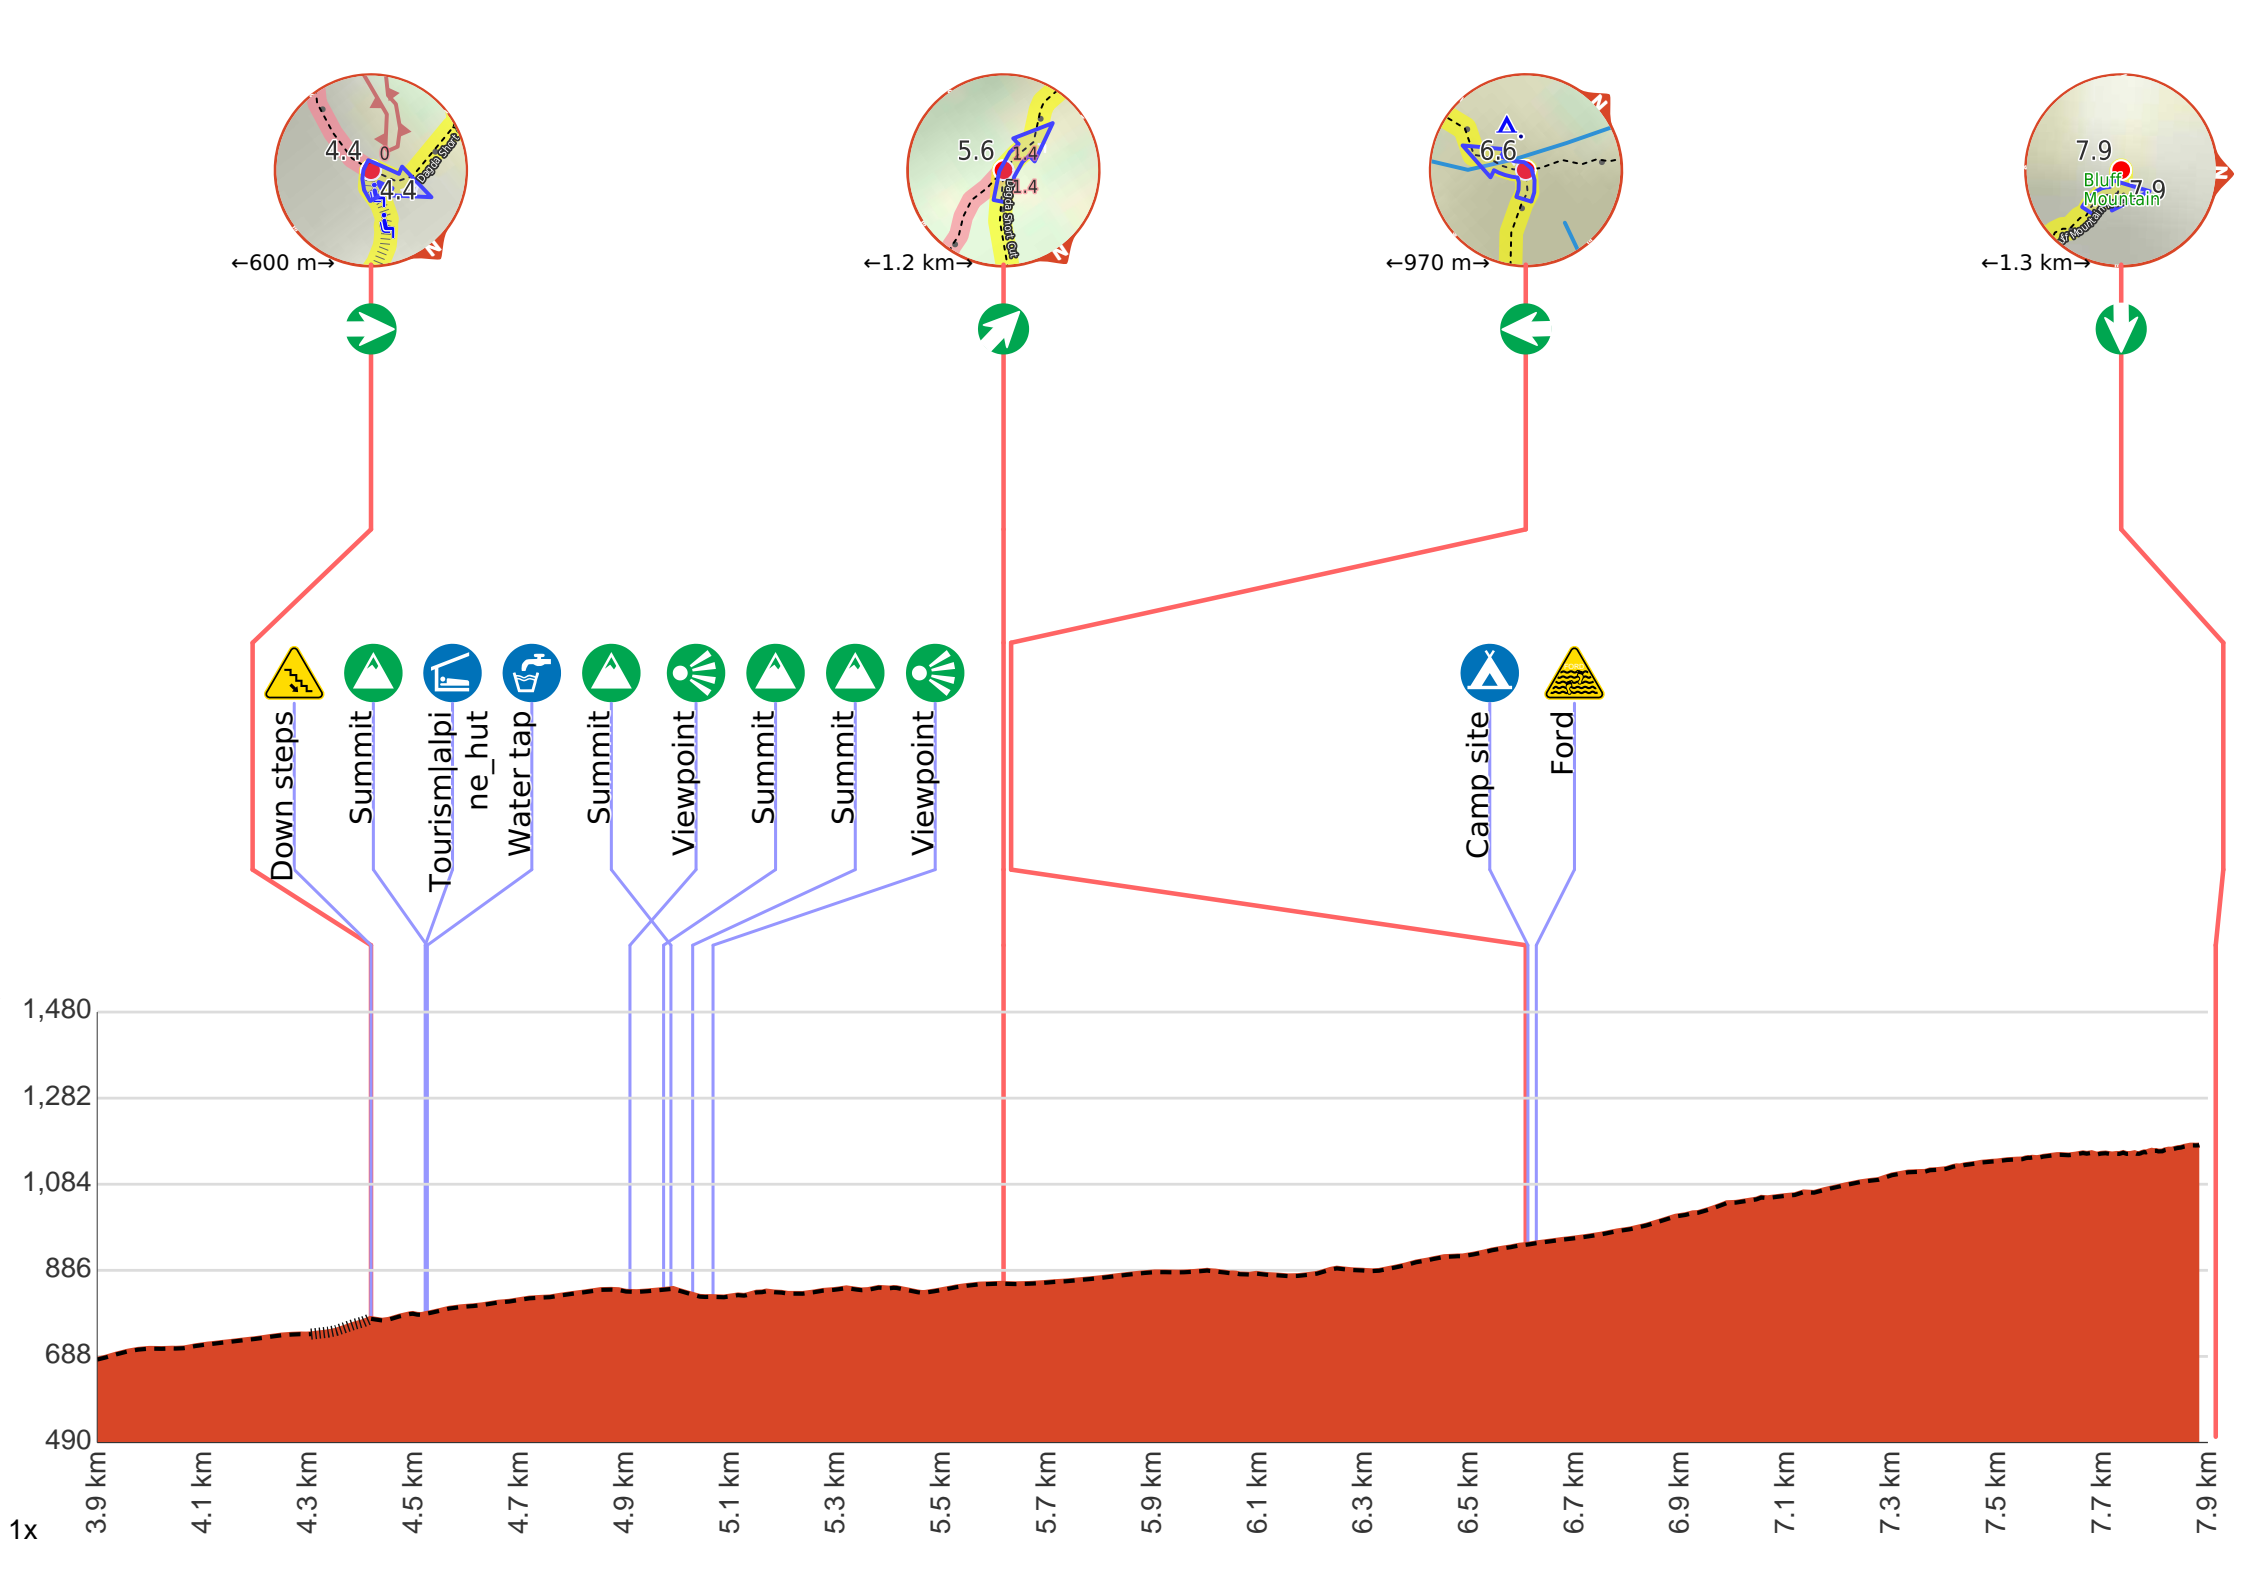 4.4
0
4.4
Dagda Short
N
←600 m→
5.6
1.4
1.4
Dagda Short Cut
N
←1.2 km→
6.6
N
←970 m→
7.9
Bluff
Mountain
7.9
Mountain
N
←1.3 km→
Down steps
Summit
Tourism|alpi
ne_hut
Water tap
Summit
Viewpoint
Summit
Summit
Viewpoint
Camp site
Ford
1,480
1,282
1,084
886
688
490
3.9 km
4.1 km
4.3 km
4.5 km
4.7 km
4.9 km
5.1 km
5.3 km
5.5 km
5.7 km
5.9 km
6.1 km
6.3 km
6.5 km
6.7 km
6.9 km
7.1 km
7.3 km
7.5 km
7.7 km
7.9 km
1x